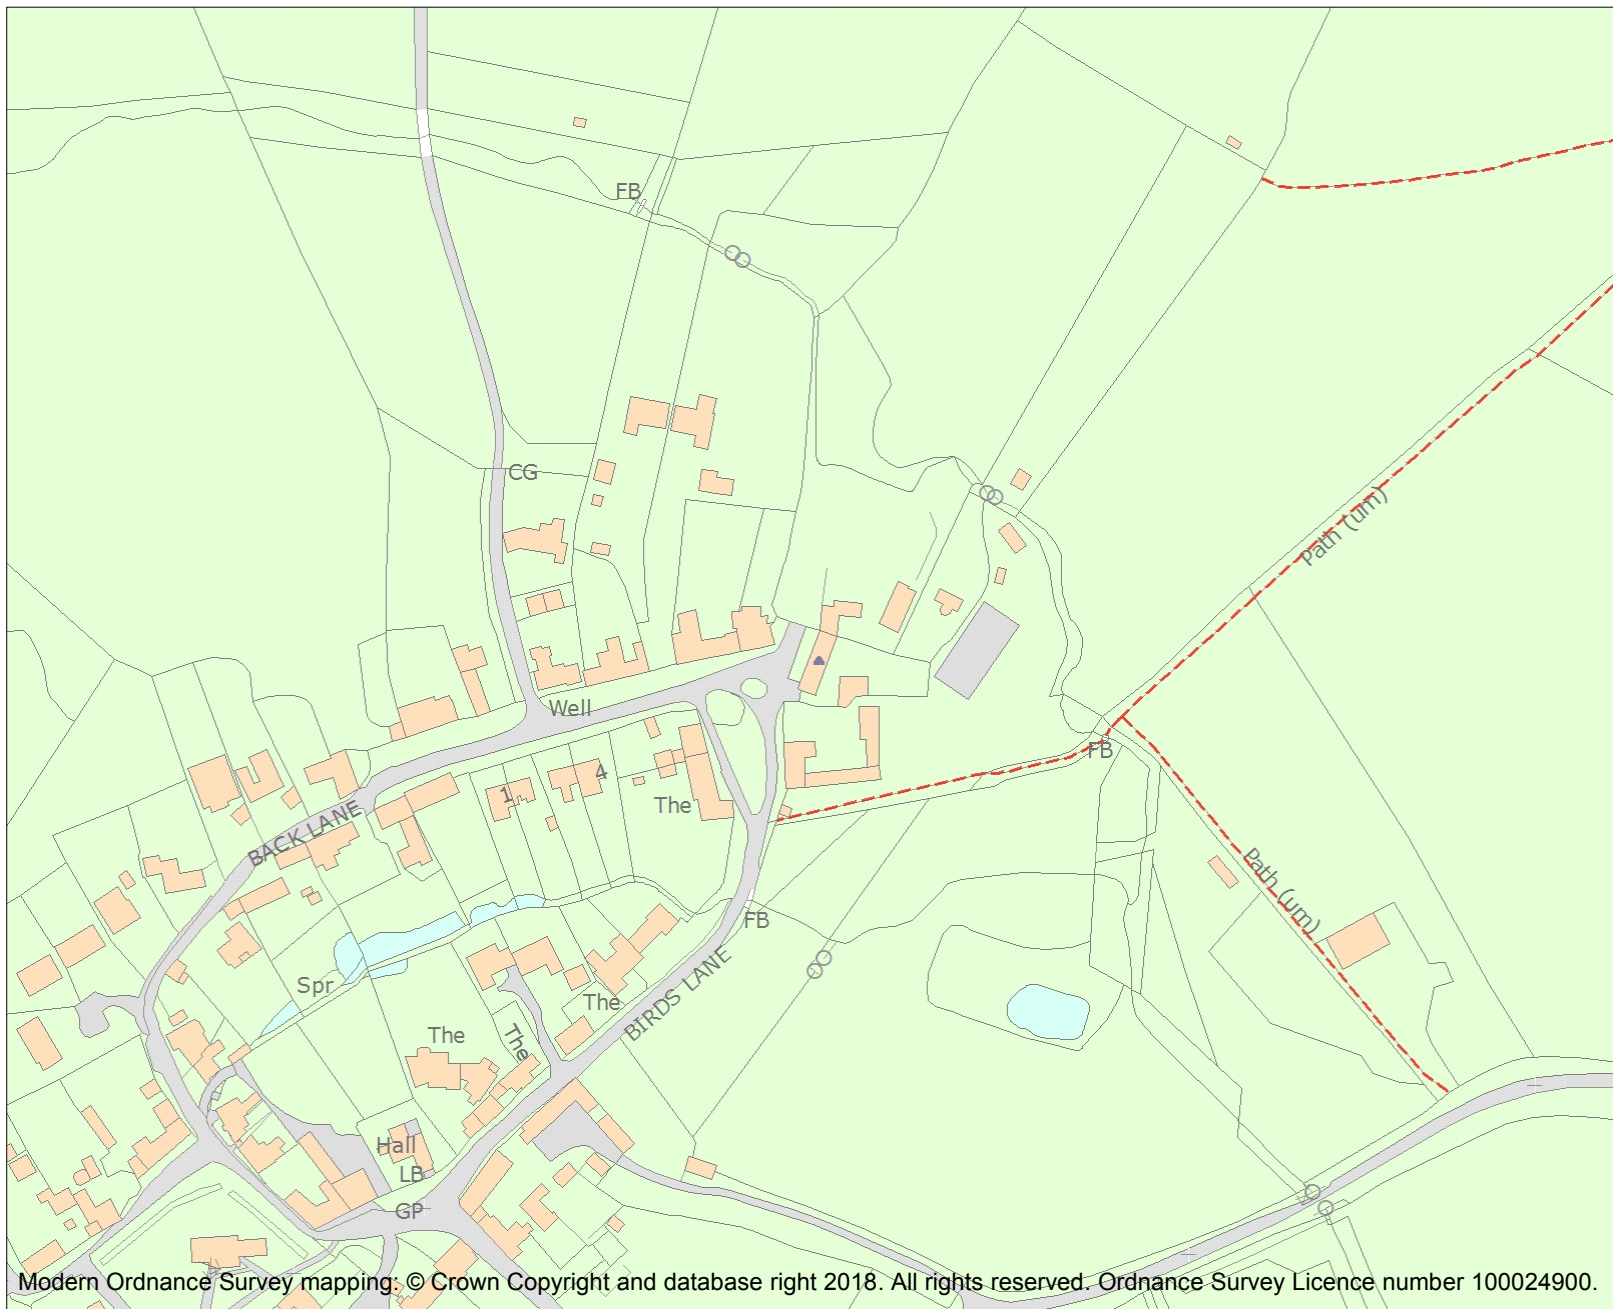 FB
CG
Path (um)
Well
FB
4
1
The
BACK LANE
Path (um)
FB
BIRDS LANE
Spr
The
The
The
Hall
LB
GP
Modern Ordnance Survey mapping: © Crown Copyright and database right 2018. All rights reserved. Ordnance Survey Licence number 100024900.